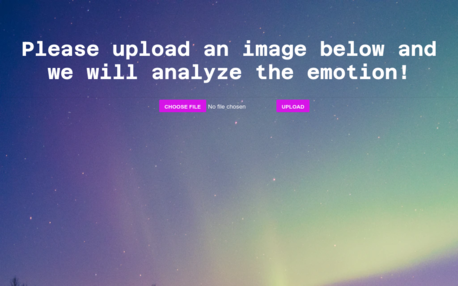 Please upload an image below and
we will analyze the emotion!
CHOOSE FILE No file chosen UPLOAD